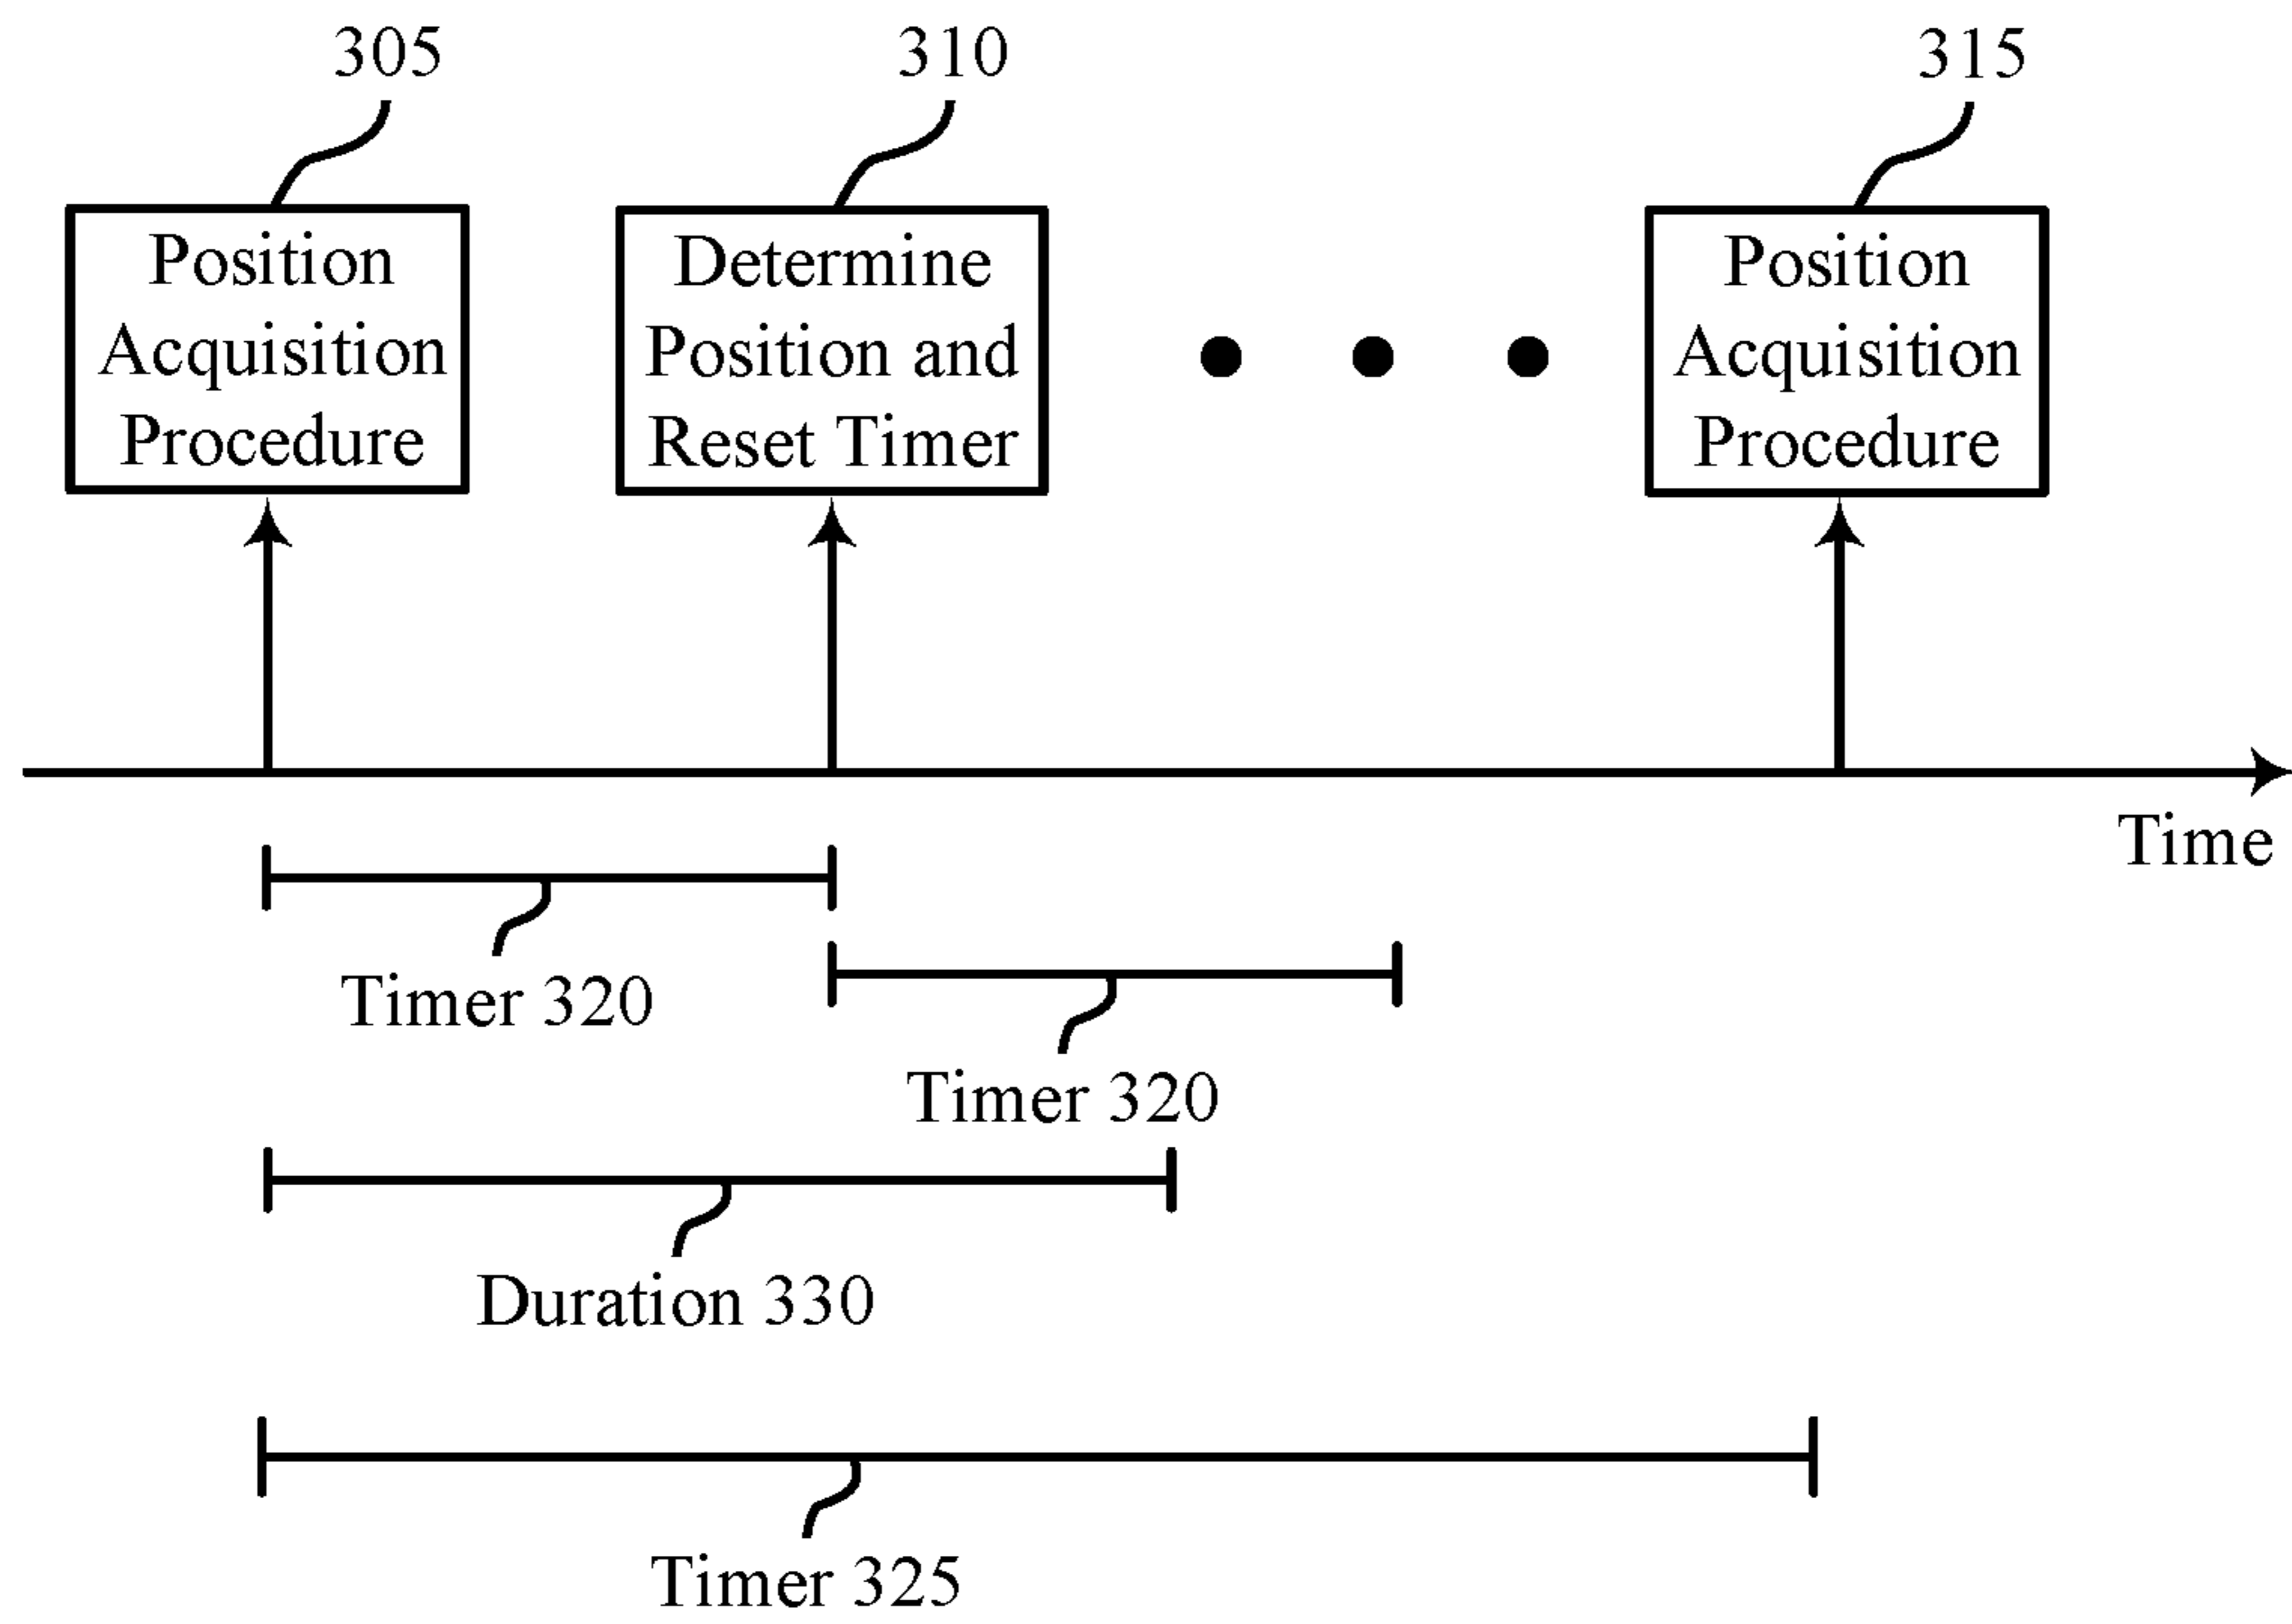 305
310
315
Position
Acquisition
Procedure
Determine
Position and
Reset Timer
Position
Acquisition
Procedure
Time
Timer 320
Timer 320
Duration 330
Timer 325